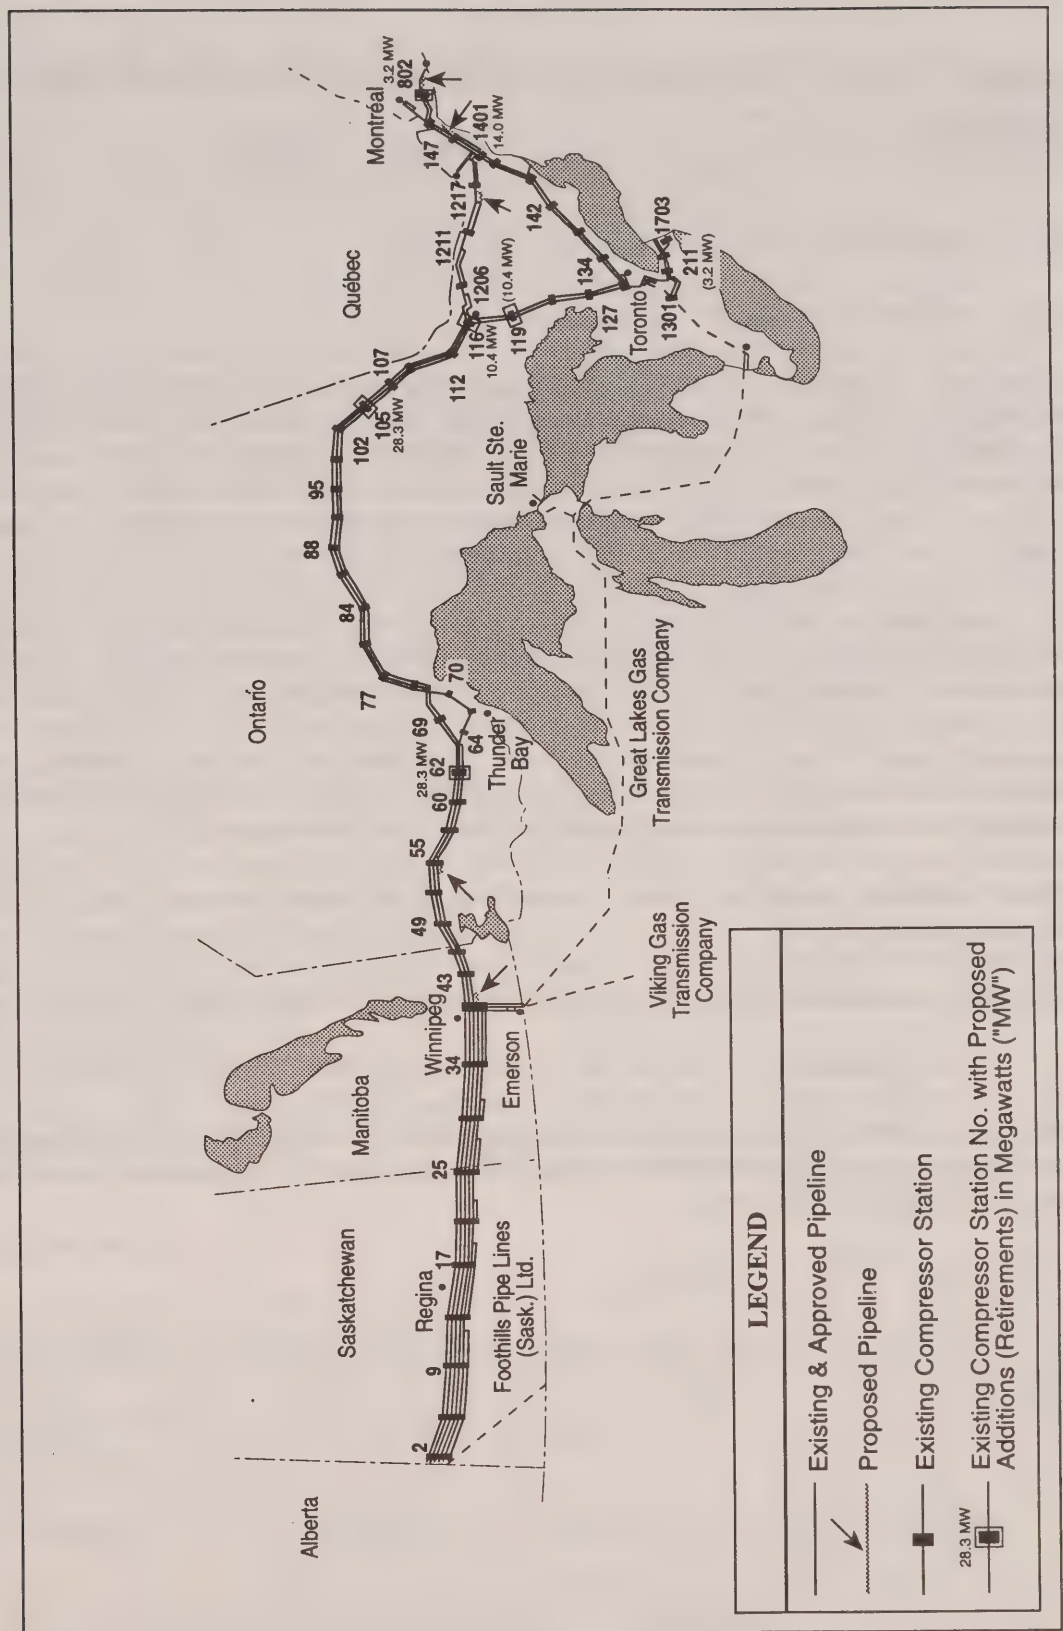 Alberta
Saskatchewan
Manitoba
Ontario
Québec
Montréal
Regina
Winnipeg
Emerson
Thunder
Bay
Sault Ste.
Marie
Toronto
Foothills Pipe Lines
(Sask.) Ltd.
Viking Gas
Transmission
Company
Great Lakes Gas
Transmission Company
2
9
17
25
34
43
49
55
60
28.3 MW
62
64
69
70
77
84
88
95
102
105
28.3 MW
107
112
116
10.4 MW
1206
119
(10.4 MW)
1211
1217
127
134
142
147
1401
14.0 MW
802
3.2 MW
1301
211
(3.2 MW)
1703
LEGEND
Existing & Approved Pipeline
Proposed Pipeline
Existing Compressor Station
28.3 MW
Existing Compressor Station No. with Proposed
Additions (Retirements) in Megawatts ("MW")